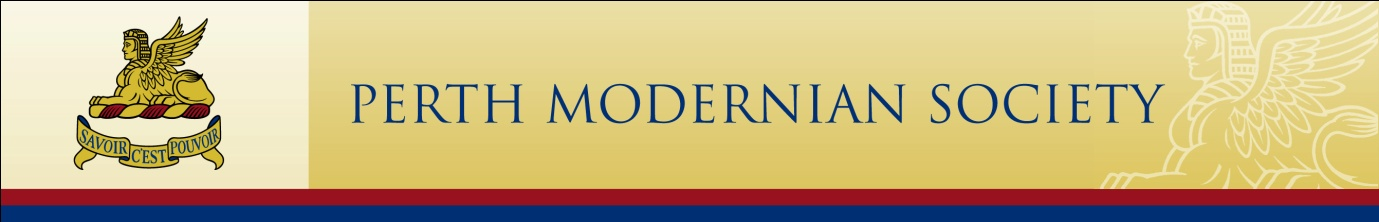 SAVOIR C'EST POUVOIR
PERTH MODERNIAN SOCIETY